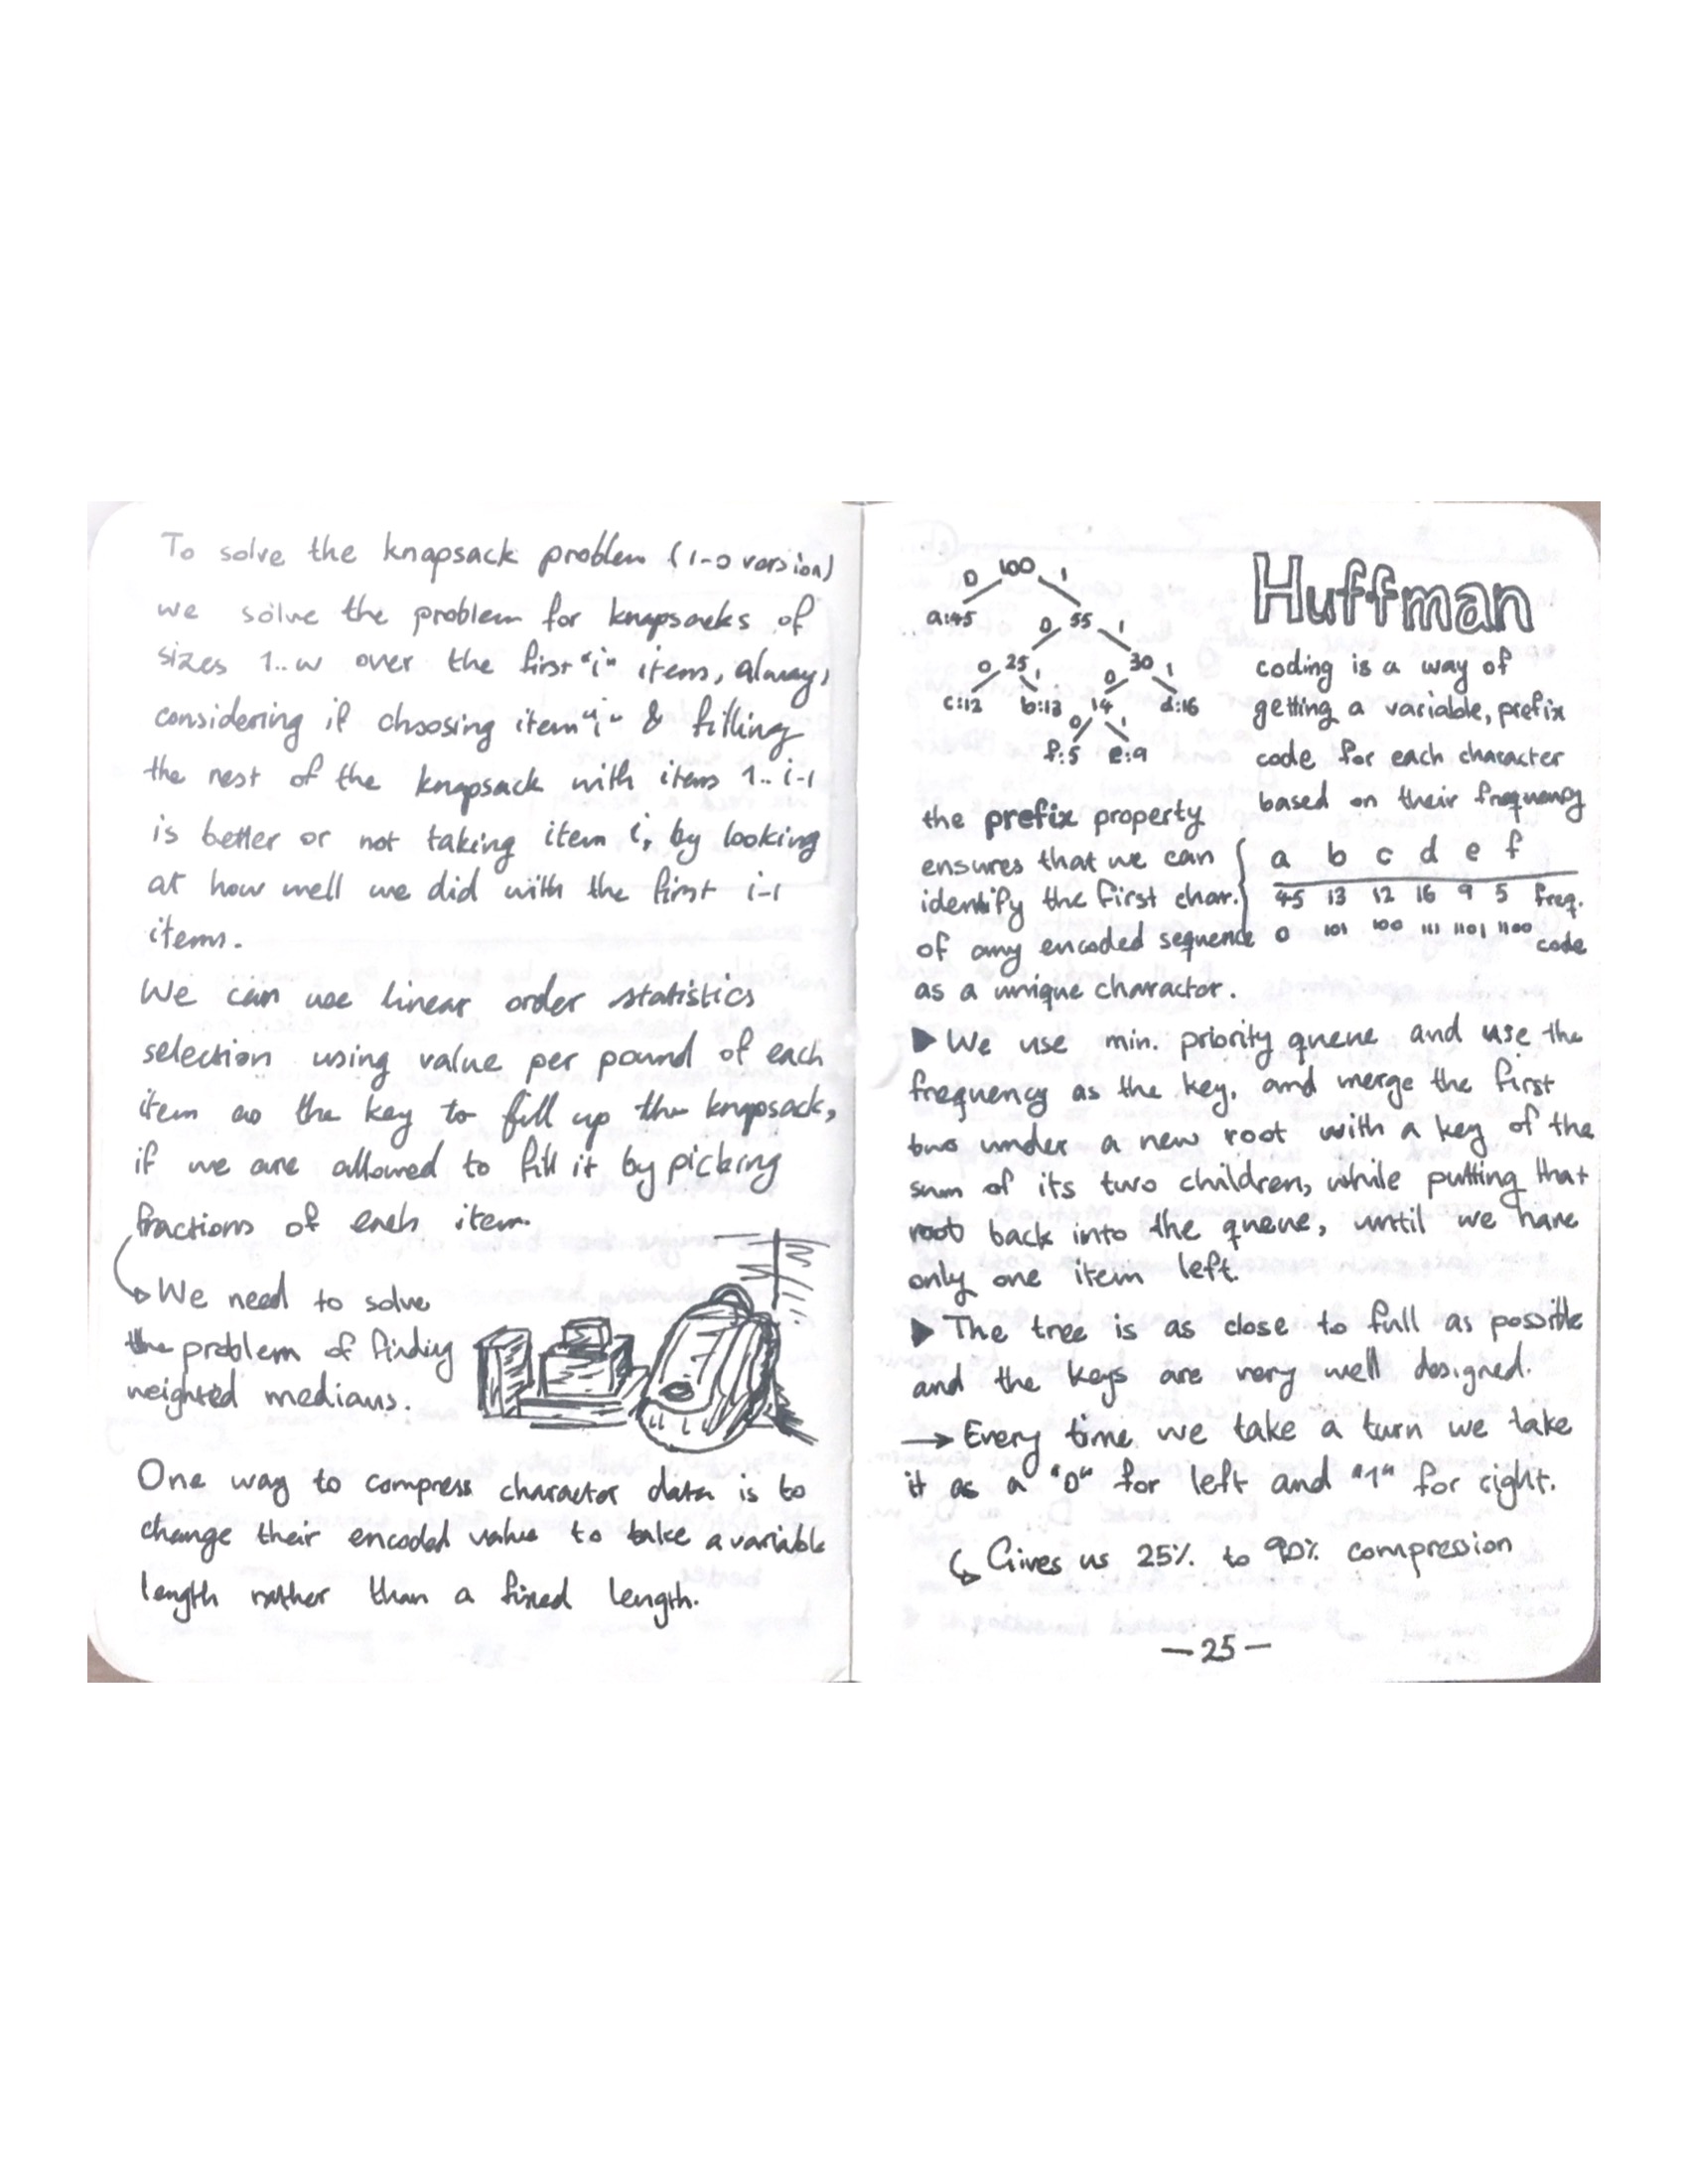 To solve the knapsack problem (1-0 version)
we solve the problem for knapsacks of
sizes 1..w over the first "i" items, always
considering if choosing item "i" & filling
the rest of the knapsack with items 1..i-1
is better or not taking item i, by looking
at how well we did with the first i-1
items.
We can use linear order statistics
selection using value per pound of each
item as the key to fill up the knapsack,
if we are allowed to fill it by picking
fractions of each item.
We need to solve
the problem of finding
weighted medians.
One way to compress character data is to
change their encoded value to take a variable
length rather than a fixed length.
Huffman
0 100 1
a:45 0 55 1
0 25 1 0 30 1
c:12 b:13 14 d:16
0 1
f:5 e:9
coding is a way of
getting a variable, prefix
code for each character
based on their frequency
the prefix property
ensures that we can
identify the first char.
of any encoded sequence
as a unique character.
a b c d e f
45 13 12 16 9 5 freq.
0 101 100 111 1101 1100 code
▶ We use min. priority queue and use the
frequency as the key, and merge the first
two under a new root with a key of the
sum of its two children, while putting that
root back into the queue, until we have
only one item left.
▶ The tree is as close to full as possible
and the keys are very well designed.
→ Every time we take a turn we take
it as a "0" for left and "1" for right.
Gives us 25% to 90% compression
-25-